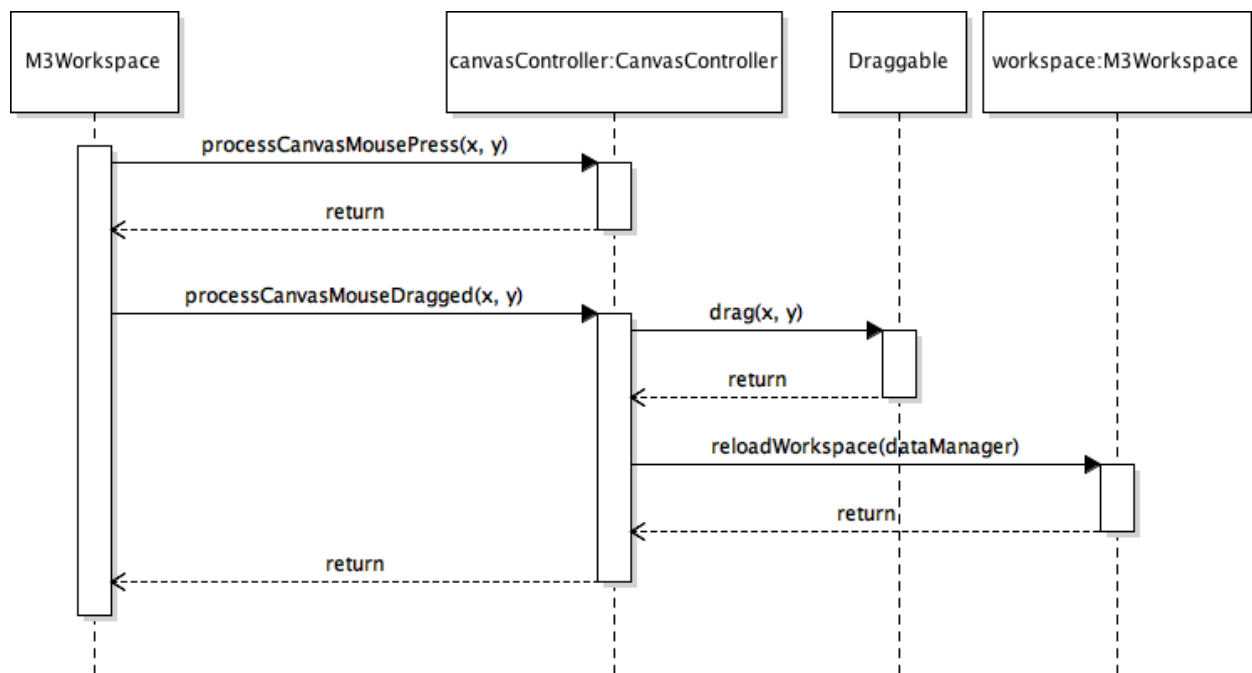 M3Workspace
canvasController:CanvasController
Draggable
workspace:M3Workspace
processCanvasMousePress(x, y)
return
processCanvasMouseDragged(x, y)
drag(x, y)
return
reloadWorkspace(dataManager)
return
return